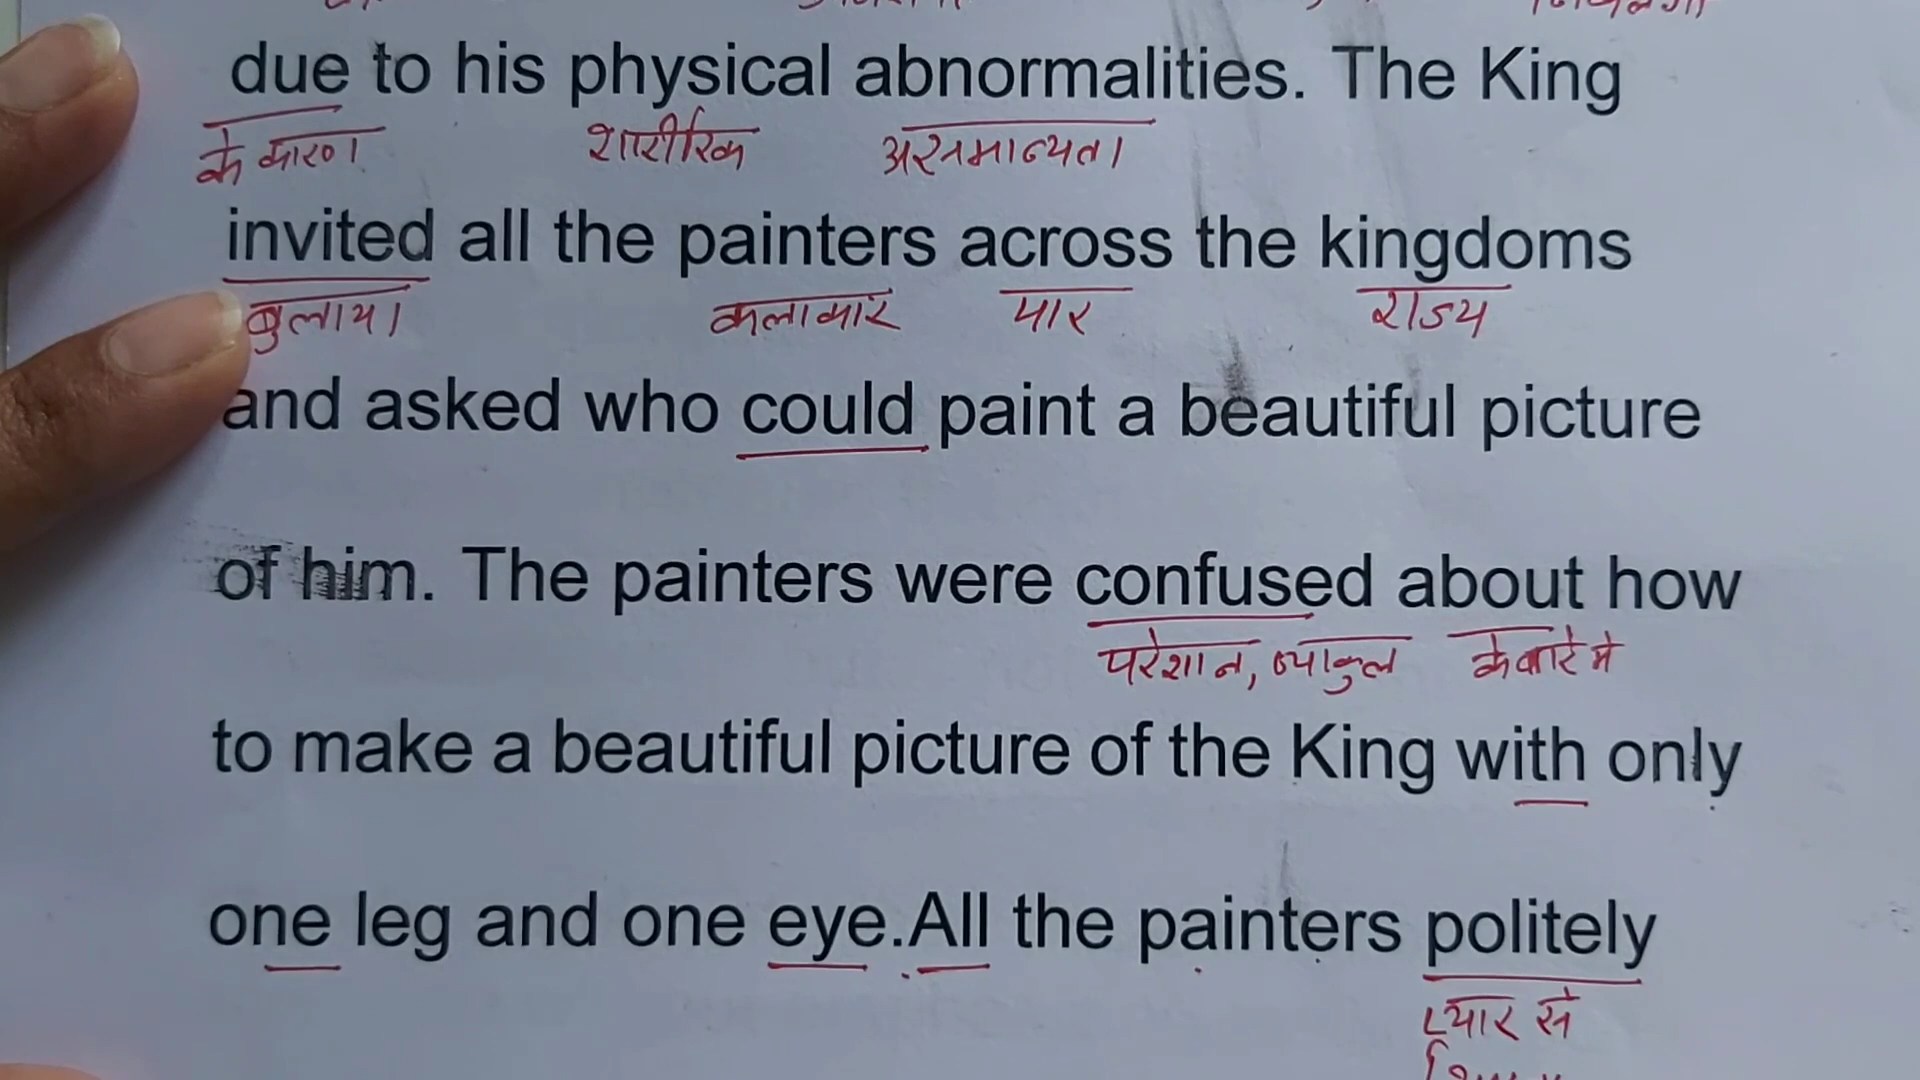 due to his physical abnormalities. The King
के कारण शारीरिक असमान्यता
invited all the painters across the kingdoms
बुलाया कलाकार पार राज्य
and asked who could paint a beautiful picture
of him. The painters were confused about how
परेशान, व्याकुल के बारे मे
to make a beautiful picture of the King with only
one leg and one eye.All the painters politely
प्यार से